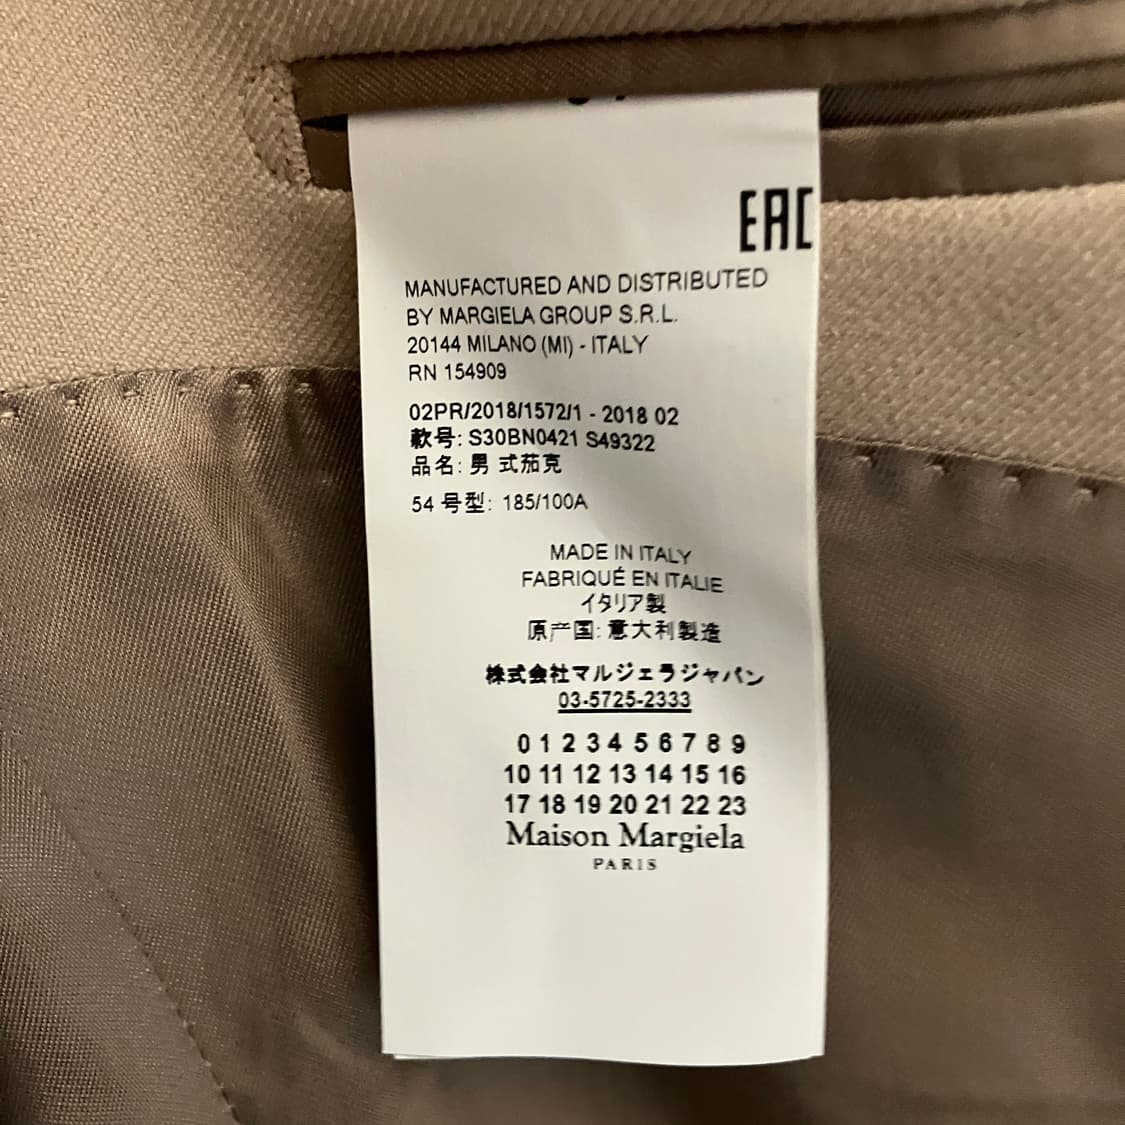 EAC
MANUFACTURED AND DISTRIBUTED
BY MARGIELA GROUP S.R.L.
20144 MILANO (MI) - ITALY
RN 154909
02PR/2018/1572/1 - 2018 02
款号: S30BN0421 S49322
品名: 男 式茄克
54 号型: 185/100A
MADE IN ITALY
FABRIQUÉ EN ITALIE
イタリア製
原产国: 意大利製造
株式会社マルジェラジャパン
03-5725-2333
0 1 2 3 4 5 6 7 8 9
10 11 12 13 14 15 16
17 18 19 20 21 22 23
Maison Margiela
PARIS